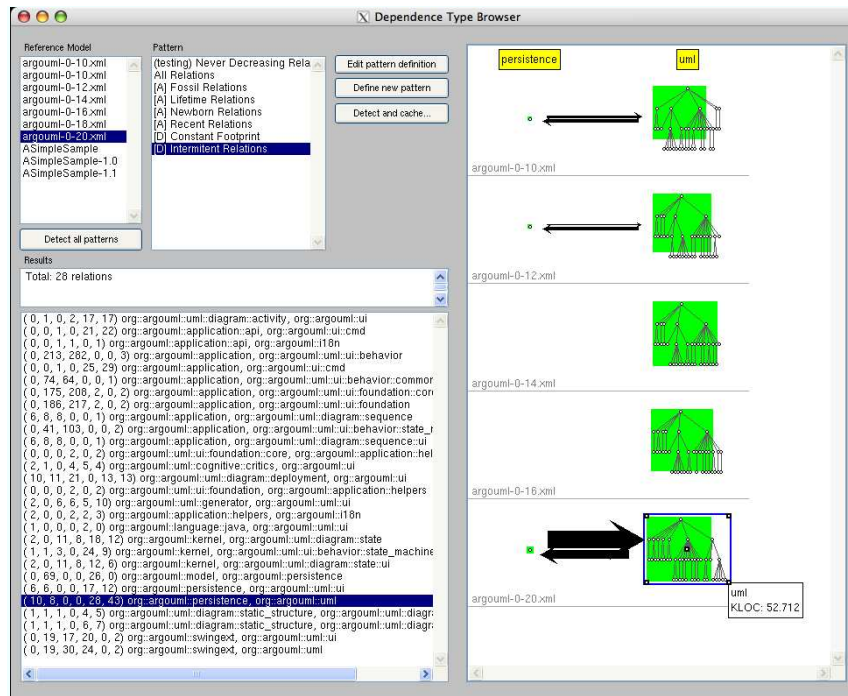 Dependence Type Browser
Reference Model
argouml-0-10.xml
argouml-0-10.xml
argouml-0-12.xml
argouml-0-14.xml
argouml-0-16.xml
argouml-0-18.xml
argouml-0-20.xml
ASimpleSample
ASimpleSample-1.0
ASimpleSample-1.1
Detect all patterns
Pattern
(testing) Never Decreasing Rela
All Relations
[A] Fossil Relations
[A] Lifetime Relations
[A] Newborn Relations
[A] Recent Relations
[D] Constant Footprint
[D] Intermitent Relations
Edit pattern definition
Define new pattern
Detect and cache...
Results
Total: 28 relations
( 0, 1, 0, 2, 17, 17) org::argouml::uml::diagram::activity, org::argouml::ui
( 0, 0, 1, 0, 21, 22) org::argouml::application::api, org::argouml::ui::cmd
( 0, 0, 1, 1, 0, 1) org::argouml::application::api, org::argouml::i18n
( 0, 213, 282, 0, 0, 3) org::argouml::application, org::argouml::uml::ui::behavior
( 0, 0, 1, 0, 25, 29) org::argouml::application, org::argouml::ui::cmd
( 0, 74, 64, 0, 0, 1) org::argouml::application, org::argouml::uml::ui::behavior::common
( 0, 175, 208, 2, 0, 2) org::argouml::application, org::argouml::uml::ui::foundation::core
( 0, 186, 217, 2, 0, 2) org::argouml::application, org::argouml::uml::ui::foundation
( 6, 8, 8, 0, 0, 1) org::argouml::application, org::argouml::uml::diagram::sequence
( 0, 41, 103, 0, 0, 2) org::argouml::application, org::argouml::uml::ui::behavior::state_r
( 6, 8, 8, 0, 0, 1) org::argouml::application, org::argouml::uml::diagram::sequence::ui
( 0, 0, 0, 2, 0, 2) org::argouml::uml::ui::foundation::core, org::argouml::application::hel
( 2, 1, 0, 4, 5, 4) org::argouml::uml::cognitive::critics, org::argouml::ui
( 10, 11, 21, 0, 13, 13) org::argouml::uml::diagram::deployment, org::argouml::ui
( 0, 0, 0, 2, 0, 2) org::argouml::uml::ui::foundation, org::argouml::application::helpers
( 2, 0, 6, 6, 5, 10) org::argouml::uml::generator, org::argouml::uml::ui
( 2, 0, 0, 2, 2, 3) org::argouml::application::helpers, org::argouml::i18n
( 1, 0, 0, 0, 2, 0) org::argouml::language::java, org::argouml::uml::ui
( 2, 0, 11, 8, 18, 12) org::argouml::kernel, org::argouml::uml::diagram::state
( 1, 1, 3, 0, 24, 9) org::argouml::kernel, org::argouml::uml::ui::behavior::state_machine
( 2, 0, 11, 8, 12, 6) org::argouml::kernel, org::argouml::uml::diagram::state::ui
( 0, 69, 0, 0, 26, 0) org::argouml::model, org::argouml::persistence
( 6, 6, 0, 0, 17, 12) org::argouml::persistence, org::argouml::uml::ui
( 10, 8, 0, 0, 28, 43) org::argouml::persistence, org::argouml::uml
( 1, 1, 1, 0, 4, 5) org::argouml::uml::diagram::static_structure, org::argouml::uml::diagra
( 1, 1, 1, 0, 6, 7) org::argouml::uml::diagram::static_structure, org::argouml::uml::diagra
( 0, 19, 17, 20, 0, 2) org::argouml::swingext, org::argouml::uml::ui
( 0, 19, 30, 24, 0, 2) org::argouml::swingext, org::argouml::uml
persistence
uml
argouml-0-10.xml
argouml-0-12.xml
argouml-0-14.xml
argouml-0-16.xml
argouml-0-20.xml
uml
KLOC: 52.712